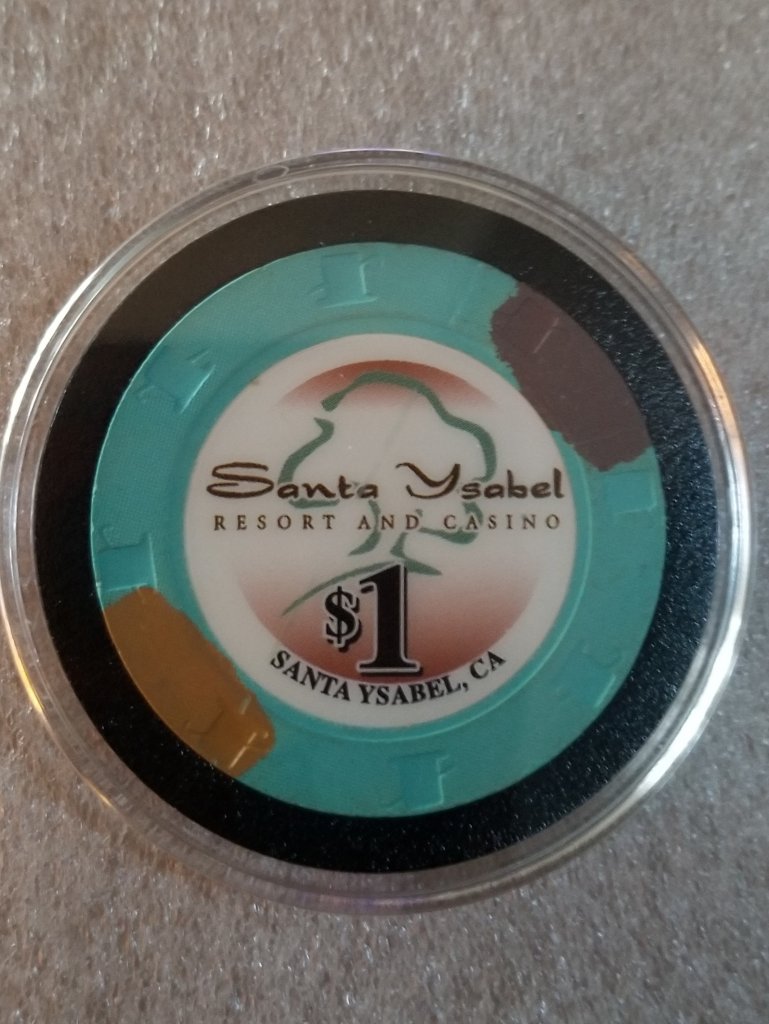 Santa Ysabel
RESORT AND CASINO
$1
SANTA YSABEL, CA